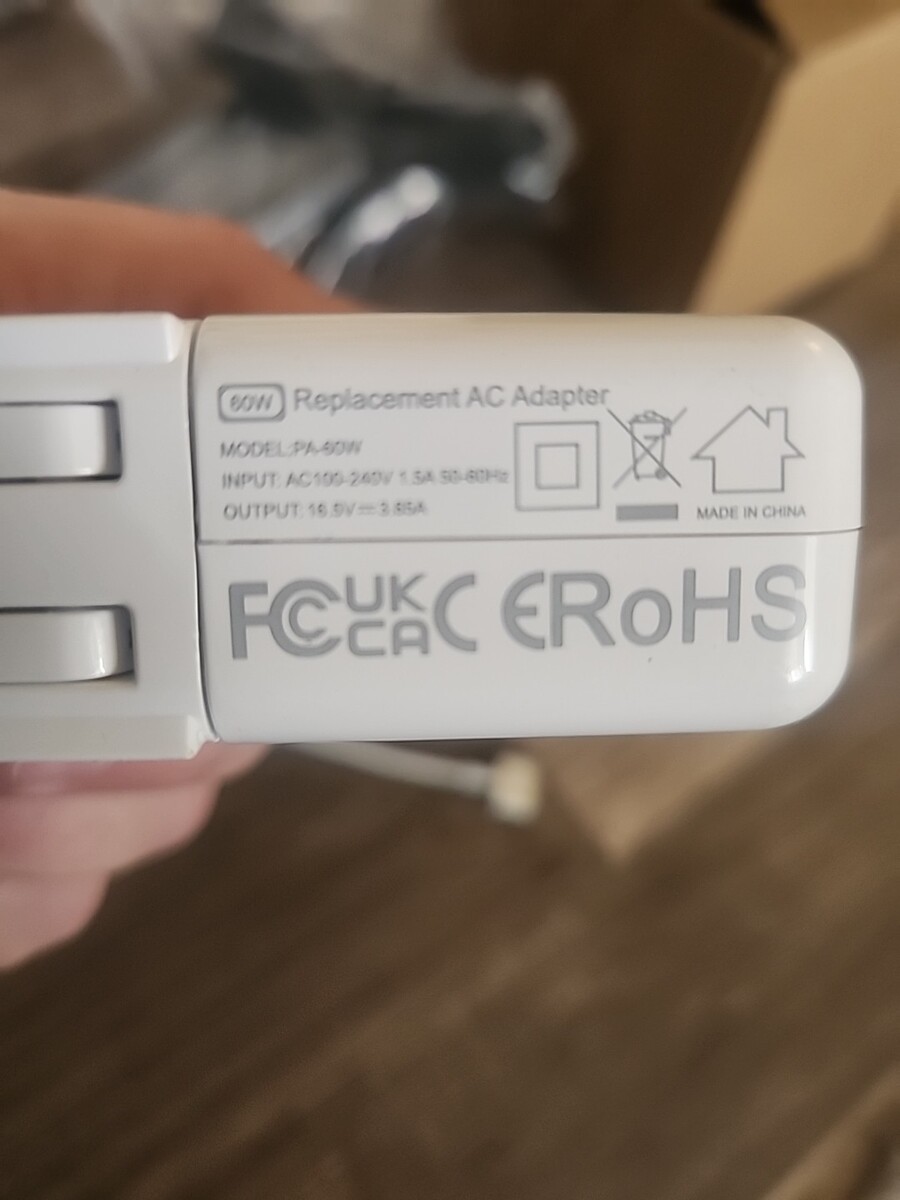 60W Replacement AC Adapter
MODEL:PA-60W
INPUT: AC100-240V 1.5A 50-60Hz
OUTPUT: 16.5V 3.65A
MADE IN CHINA
FC UK CA CE RoHS